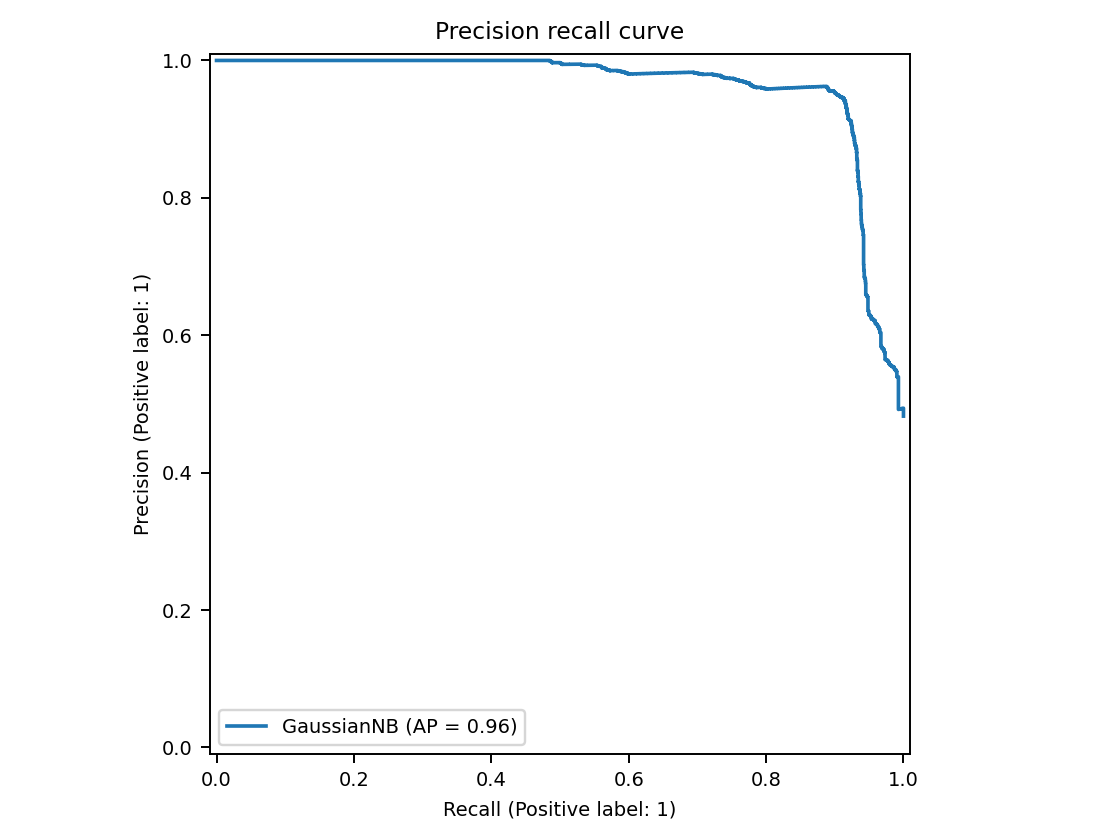 Precision recall curve
1.0
0.8
0.6
0.4
0.2
0.0
Precision (Positive label: 1)
GaussianNB (AP = 0.96)
0.0 0.2 0.4 0.6 0.8 1.0
Recall (Positive label: 1)